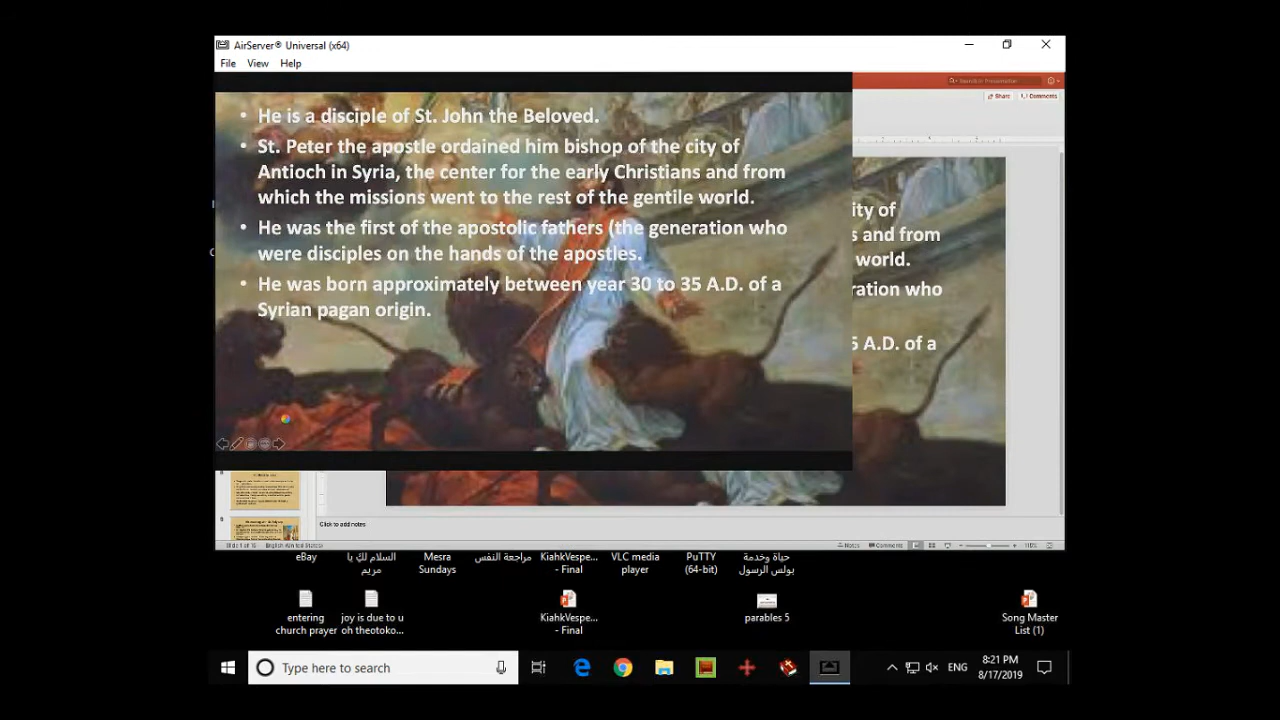 AirServer® Universal (x64)
File View Help
Search in Presentation
Share Comments
• He is a disciple of St. John the Beloved.
• St. Peter the apostle ordained him bishop of the city of
Antioch in Syria, the center for the early Christians and from
which the missions went to the rest of the gentile world.
• He was the first of the apostolic fathers (the generation who
were disciples on the hands of the apostles.
• He was born approximately between year 30 to 35 A.D. of a
Syrian pagan origin.
ity of
s and from
world.
ration who
5 A.D. of a
Click to add notes
Notes Comments
eBay
السلام لكِ يا
مريم
Mesra
Sundays
مراجعة النفس
KiahkVespe...
- Final
VLC media
player
PuTTY
(64-bit)
حياة وخدمة
بولس الرسول
entering
church prayer
joy is due to u
oh theotoko...
KiahkVespe...
- Final
parables 5
Song Master
List (1)
Type here to search
ENG
8:21 PM
8/17/2019